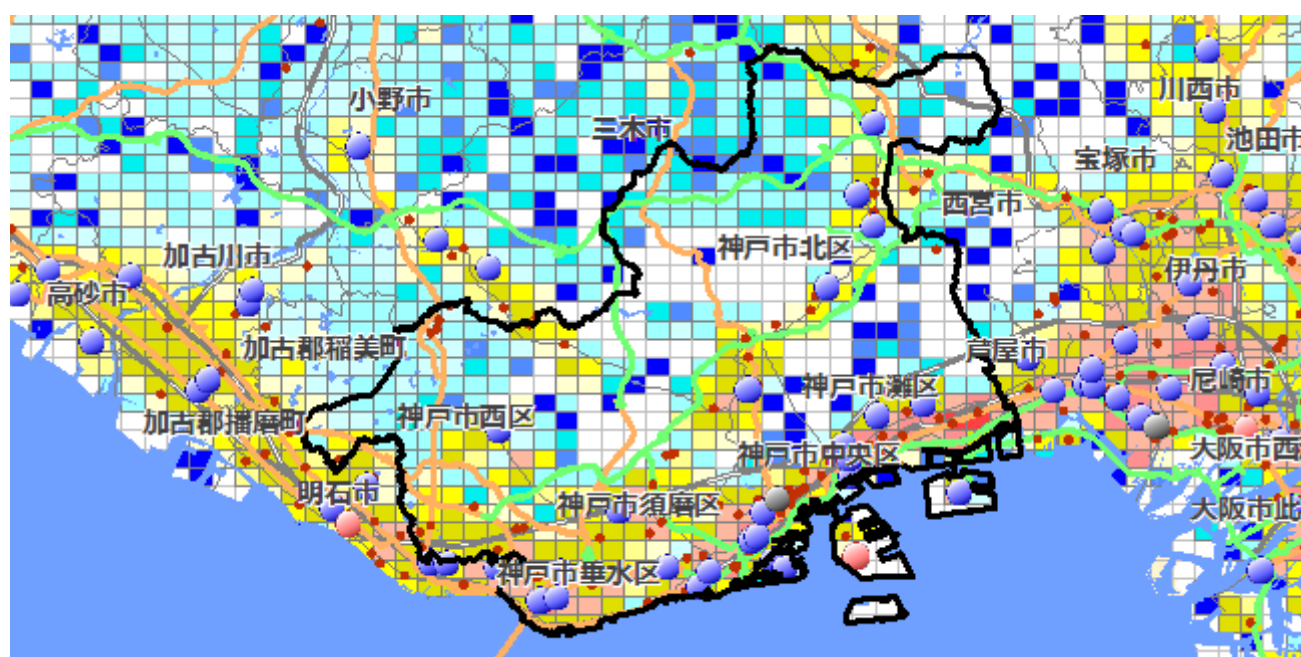 小野市
川西市
三木市
池田市
宝塚市
西宮市
神戸市北区
加古川市
伊丹市
高砂市
加古郡稲美町
芦屋市
尼崎市
神戸市灘区
加古郡播磨町
神戸市西区
神戸市中央区
大阪市西
明石市
神戸市須磨区
大阪市此
神戸市垂水区